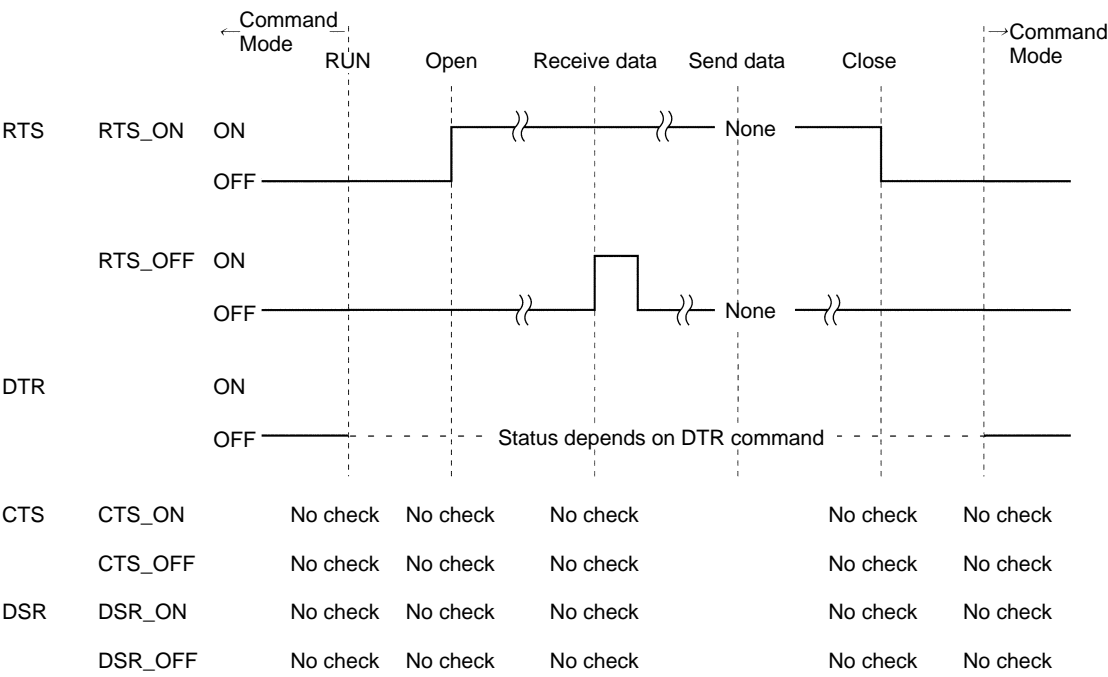 ←Command Mode
→Command Mode
RUN Open Receive data Send data Close
RTS RTS_ON ON
None
OFF
RTS_OFF ON
OFF None
DTR ON
OFF Status depends on DTR command
CTS CTS_ON No check No check No check No check No check
CTS_OFF No check No check No check No check No check
DSR DSR_ON No check No check No check No check No check
DSR_OFF No check No check No check No check No check